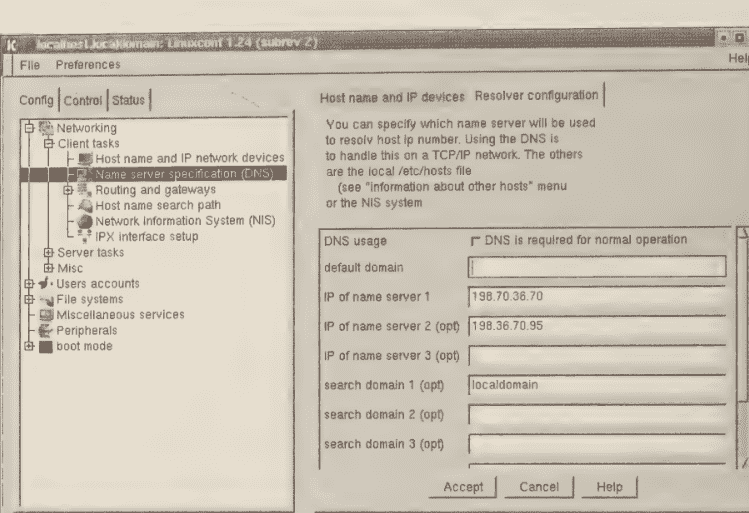 localhost.localdomain: Linuxconf 1.24 (subrev 2)
File Preferences
Help
Config Control Status
Networking
Client tasks
Host name and IP network devices
Name server specification (DNS)
Routing and gateways
Host name search path
Network Information System (NIS)
IPX interface setup
Server tasks
Misc
Users accounts
File systems
Miscellaneous services
Peripherals
boot mode
Host name and IP devices Resolver configuration
You can specify which name server will be used
to resolv host ip number. Using the DNS is
to handle this on a TCP/IP network. The others
are the local /etc/hosts file
(see "information about other hosts" menu
or the NIS system
DNS usage DNS is required for normal operation
default domain
IP of name server 1 198.70.36.70
IP of name server 2 (opt) 198.36.70.95
IP of name server 3 (opt)
search domain 1 (opt) localdomain
search domain 2 (opt)
search domain 3 (opt)
Accept Cancel Help